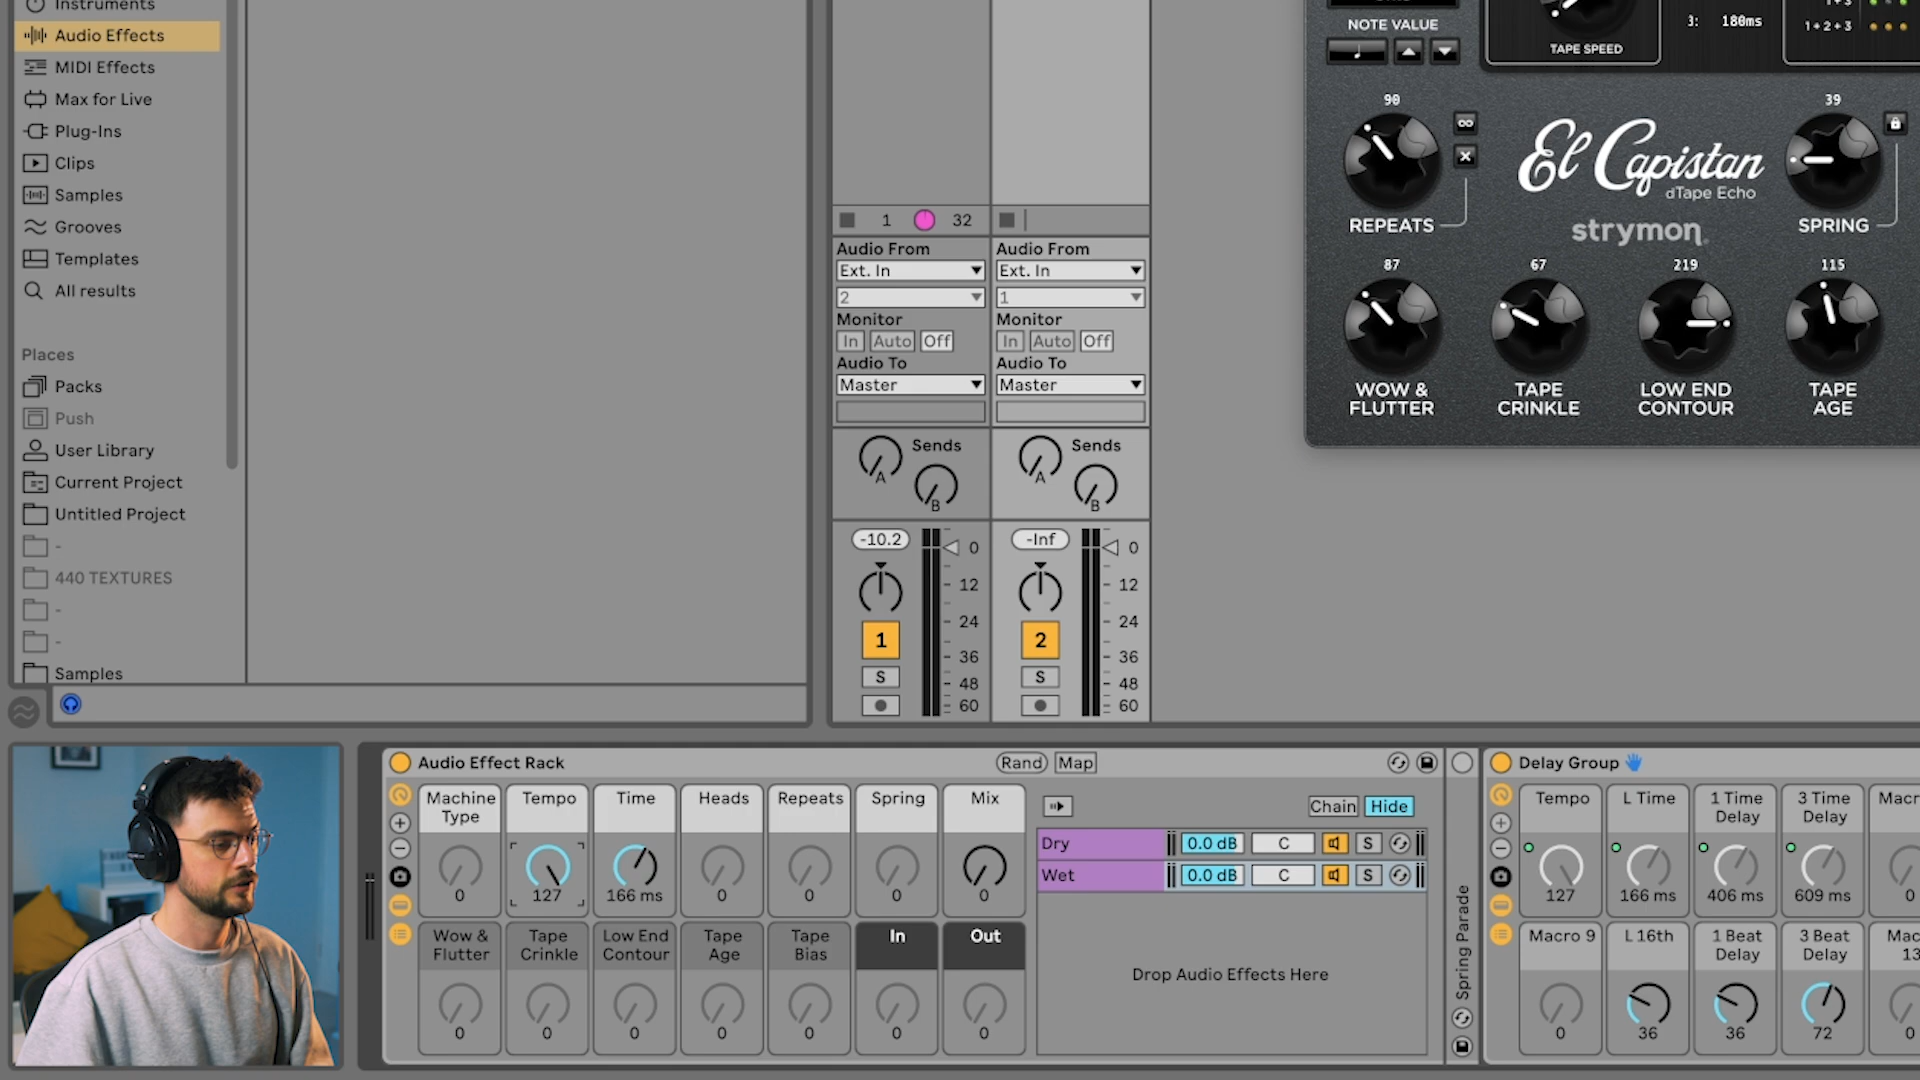 Instruments
Audio Effects
MIDI Effects
Max for Live
Plug-Ins
Clips
Samples
Grooves
Templates
All results
Places
Packs
Push
User Library
Current Project
Untitled Project
-
440 TEXTURES
-
-
Samples
1 32
Audio From
Ext. In
2
Monitor
In Auto Off
Audio To
Master
Sends
A
B
-10.2
0
12
24
36
48
60
1
S
Audio From
Ext. In
1
Monitor
In Auto Off
Audio To
Master
Sends
A
B
-Inf
0
12
24
36
48
60
2
S
NOTE VALUE
TAPE SPEED
3: 180ms
1+3
1+2+3
90
REPEATS
El Capistan
dTape Echo
strymon
39
SPRING
87
WOW &
FLUTTER
67
TAPE
CRINKLE
219
LOW END
CONTOUR
115
TAPE
AGE
Audio Effect Rack
Rand Map
Machine
Type
0
Tempo
127
Time
166 ms
Heads
0
Repeats
0
Spring
0
Mix
0
Wow &
Flutter
0
Tape
Crinkle
0
Low End
Contour
0
Tape
Age
0
Tape
Bias
0
In
0
Out
0
Chain Hide
Dry 0.0 dB C S
Wet 0.0 dB C S
Drop Audio Effects Here
Spring Parade
Delay Group
Tempo
127
L Time
166 ms
1 Time
Delay
406 ms
3 Time
Delay
609 ms
Macr
0
Macro 9
0
L 16th
36
1 Beat
Delay
36
3 Beat
Delay
72
Mac
13
0